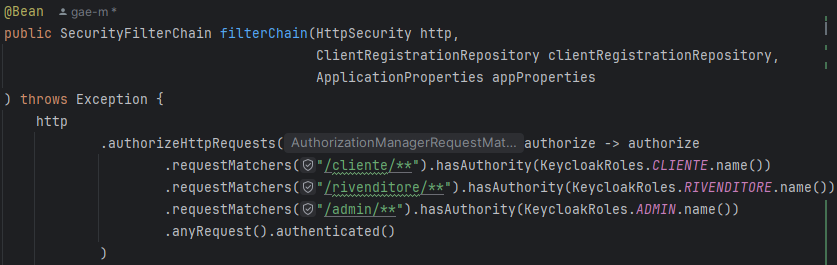 @Bean gae-m *
public SecurityFilterChain filterChain(HttpSecurity http,
ClientRegistrationRepository clientRegistrationRepository,
ApplicationProperties appProperties
) throws Exception {
http
.authorizeHttpRequests( AuthorizationManagerRequestMat... authorize -> authorize
.requestMatchers("/cliente/**").hasAuthority(KeycloakRoles.CLIENTE.name())
.requestMatchers("/rivenditore/**").hasAuthority(KeycloakRoles.RIVENDITORE.name())
.requestMatchers("/admin/**").hasAuthority(KeycloakRoles.ADMIN.name())
.anyRequest().authenticated()
)